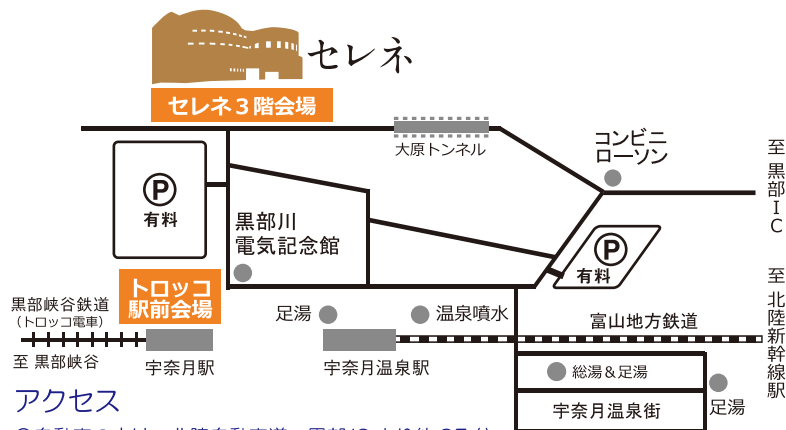 セレネ
セレネ３階会場
大原トンネル
コンビニ
ローソン
至 黒部IC
P
有料
黒部川
電気記念館
P
有料
トロッコ
駅前会場
黒部峡谷鉄道
（トロッコ電車）
至 黒部峡谷
宇奈月駅
足湯
温泉噴水
宇奈月温泉駅
富山地方鉄道
至 北陸新幹線駅
総湯＆足湯
宇奈月温泉街
足湯
アクセス